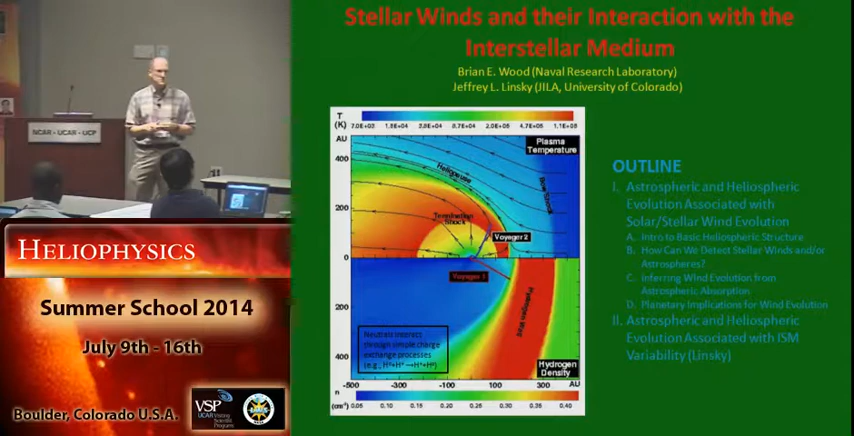 Stellar Winds and their Interaction with the
Interstellar Medium
Brian E. Wood (Naval Research Laboratory)
Jeffrey L. Linsky (JILA, University of Colorado)
NCAR • UCAR • UCP
T
(K)
7.0E+03 1.8E+04 8.7E+04 2.0E+05 4.7E+05 1.1E+06
AU
400
200
0
200
400
Plasma
Temperature
Heliopause
Bow Shock
Termination
Shock
Voyager 2
Voyager 1
Hydrogen Wall
Neutrals interact
through simple charge
exchange processes
Hydrogen
Density
-500 -300 -100 100 300 AU
n
(cm⁻³) 0.05 0.10 0.15 0.20 0.25 0.30 0.35 0.40
OUTLINE
I. Astrospheric and Heliospheric
Evolution Associated with
Solar/Stellar Wind Evolution
A. Intro to Basic Heliospheric Structure
B. How Can We Detect Stellar Winds and/or
Astrospheres?
C. Inferring Wind Evolution from
Astrospheric Absorption
D. Planetary Implications for Wind Evolution
II. Astrospheric and Heliospheric
Evolution Associated with ISM
Variability (Linsky)
HELIOPHYSICS
Summer School 2014
July 9th - 16th
Boulder, Colorado U.S.A.
VSP
UCAR Visiting
Scientist
Programs